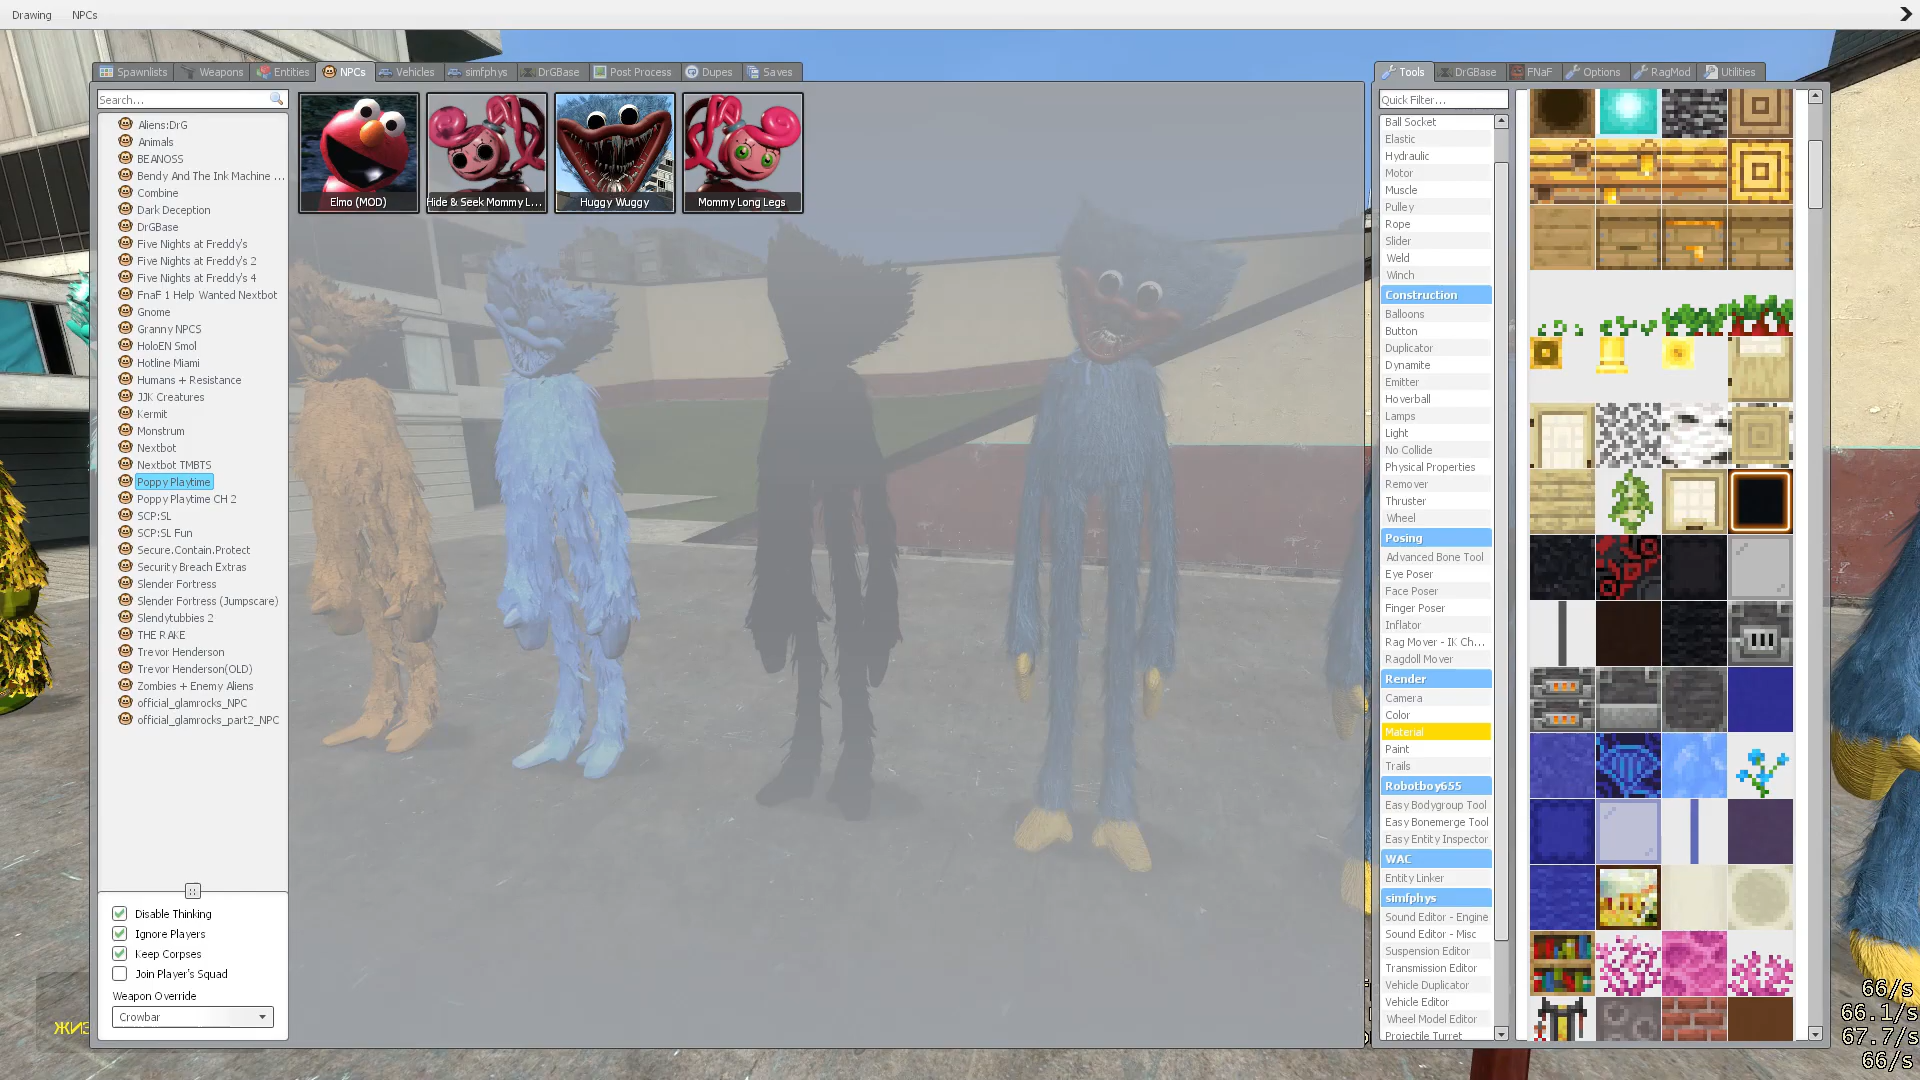 Drawing NPCs
Spawnlists Weapons Entities NPCs Vehicles simfphys DrGBase Post Process Dupes Saves
Search...
Aliens:DrG
Animals
BEANOSS
Bendy And The Ink Machine ...
Combine
Dark Deception
DrGBase
Five Nights at Freddy's
Five Nights at Freddy's 2
Five Nights at Freddy's 4
FnaF 1 Help Wanted Nextbot
Gnome
Granny NPCS
HoloEN Smol
Hotline Miami
Humans + Resistance
JJK Creatures
Kermit
Monstrum
Nextbot
Nextbot TMBTS
Poppy Playtime
Poppy Playtime CH 2
SCP:SL
SCP:SL Fun
Secure.Contain.Protect
Security Breach Extras
Slender Fortress
Slender Fortress (Jumpscare)
Slendytubbies 2
THE RAKE
Trevor Henderson
Trevor Henderson(OLD)
Zombies + Enemy Aliens
official_glamrocks_NPC
official_glamrocks_part2_NPC
Disable Thinking
Ignore Players
Keep Corpses
Join Player's Squad
Weapon Override
Crowbar
ЖИЗ
Elmo (MOD)
Hide & Seek Mommy L...
Huggy Wuggy
Mommy Long Legs
Tools DrGBase FNaF Options RagMod Utilities
Quick Filter...
Ball Socket
Elastic
Hydraulic
Motor
Muscle
Pulley
Rope
Slider
Weld
Winch
Construction
Balloons
Button
Duplicator
Dynamite
Emitter
Hoverball
Lamps
Light
No Collide
Physical Properties
Remover
Thruster
Wheel
Posing
Advanced Bone Tool
Eye Poser
Face Poser
Finger Poser
Inflator
Rag Mover - IK Ch...
Ragdoll Mover
Render
Camera
Color
Material
Paint
Trails
Robotboy655
Easy Bodygroup Tool
Easy Bonemerge Tool
Easy Entity Inspector
WAC
Entity Linker
simfphys
Sound Editor - Engine
Sound Editor - Misc
Suspension Editor
Transmission Editor
Vehicle Duplicator
Vehicle Editor
Wheel Model Editor
Projectile Turret
66/s
66.1/s
67.7/s
66/s